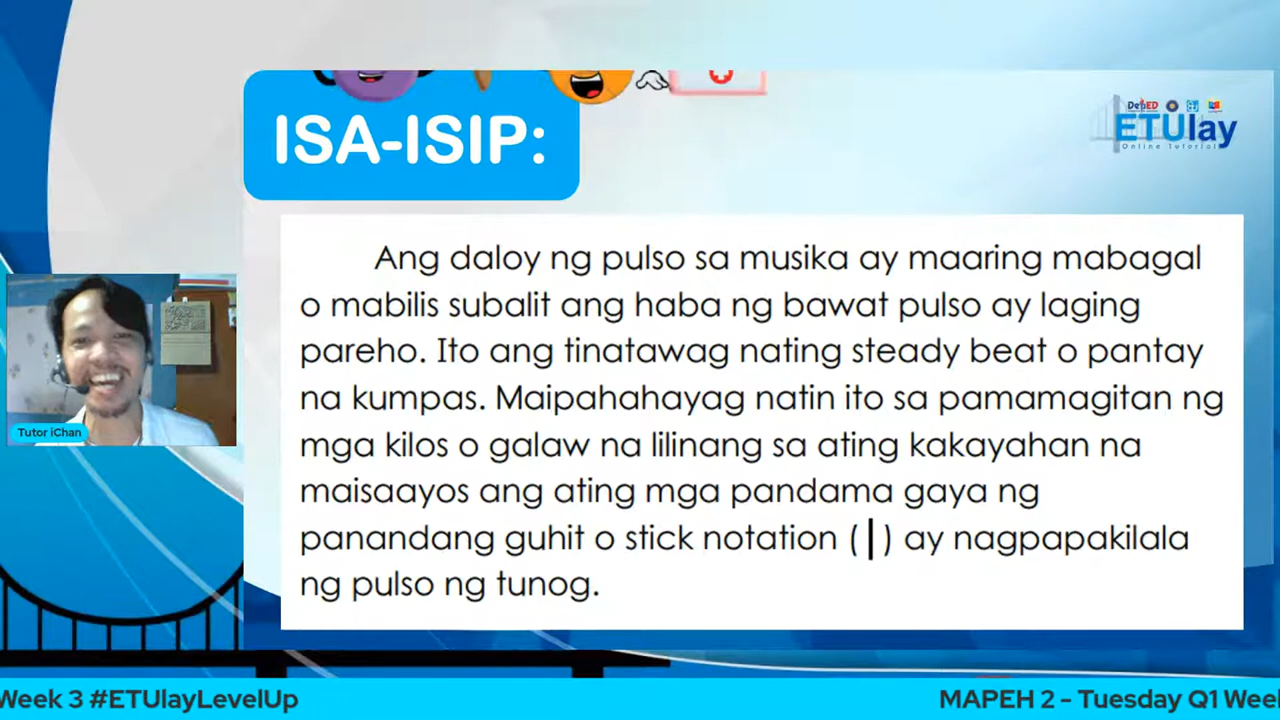 ISA-ISIP:
DepED
ETUlay
Online Tutorial
Ang daloy ng pulso sa musika ay maaring mabagal
o mabilis subalit ang haba ng bawat pulso ay laging
pareho. Ito ang tinatawag nating steady beat o pantay
na kumpas. Maipahahayag natin ito sa pamamagitan ng
mga kilos o galaw na lilinang sa ating kakayahan na
maisaayos ang ating mga pandama gaya ng
panandang guhit o stick notation (|) ay nagpapakilala
ng pulso ng tunog.
Tutor iChan
Week 3 #ETUlayLevelUp
MAPEH 2 - Tuesday Q1 Week